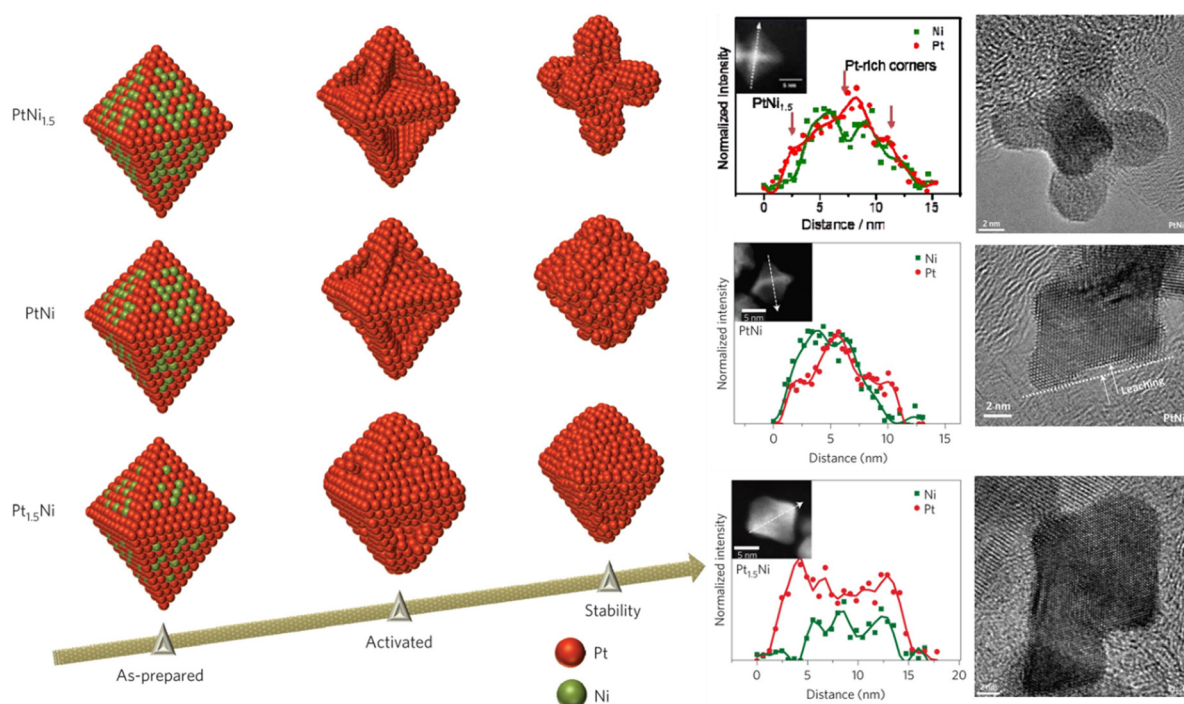 PtNi1.5
PtNi
Pt1.5Ni
As-prepared
Activated
Stability
Pt
Ni
Normalized Intensity
Ni
Pt
Pt-rich corners
PtNi1.5
5 nm
0 5 10 15
Distance / nm
2 nm
PtNi
Normalized intensity
Ni
Pt
5 nm
PtNi
0 5 10 15
Distance (nm)
Leaching
2 nm
PtNi
Normalized intensity
Ni
Pt
5 nm
Pt1.5Ni
0 5 10 15 20
Distance (nm)